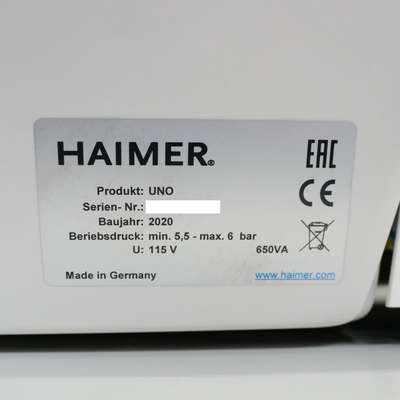 HAIMER®
EAC
CE
Produkt: UNO
Serien- Nr.:
Baujahr: 2020
Beriebsdruck: min. 5,5 - max. 6 bar
U: 115 V 650VA
Made in Germany www.haimer.com